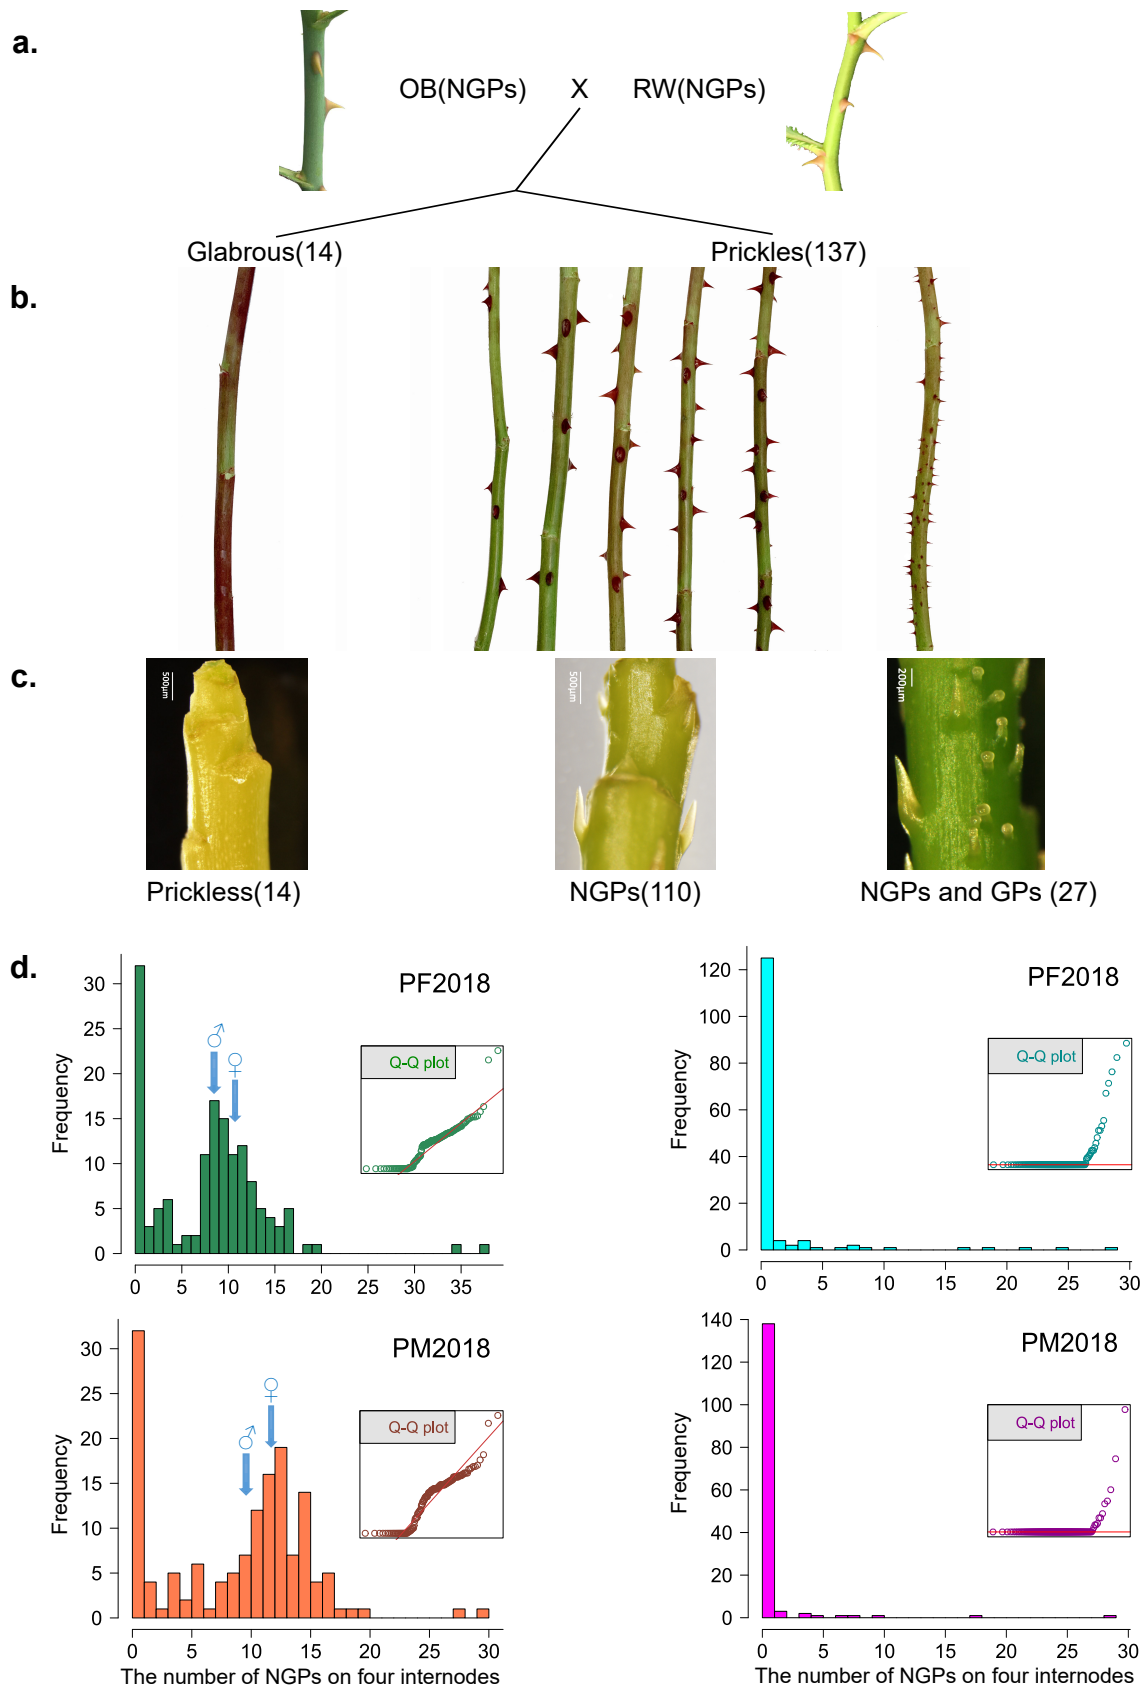 a.
OB(NGPs) X RW(NGPs)
Glabrous(14) Prickles(137)
b.
c.
500μm
500μm
200μm
Prickless(14) NGPs(110) NGPs and GPs (27)
d.
PF2018
Frequency
♂
♀
Q-Q plot
0 5 10 15 20 25 30
0 5 10 15 20 25 30 35
PF2018
Frequency
Q-Q plot
0 20 40 60 80 100 120
0 5 10 15 20 25 30
PM2018
Frequency
♀
♂
Q-Q plot
0 5 10 15 20 25 30
0 5 10 15 20 25 30
The number of NGPs on four internodes
PM2018
Frequency
Q-Q plot
0 20 40 60 80 100 120 140
0 5 10 15 20 25 30
The number of NGPs on four internodes